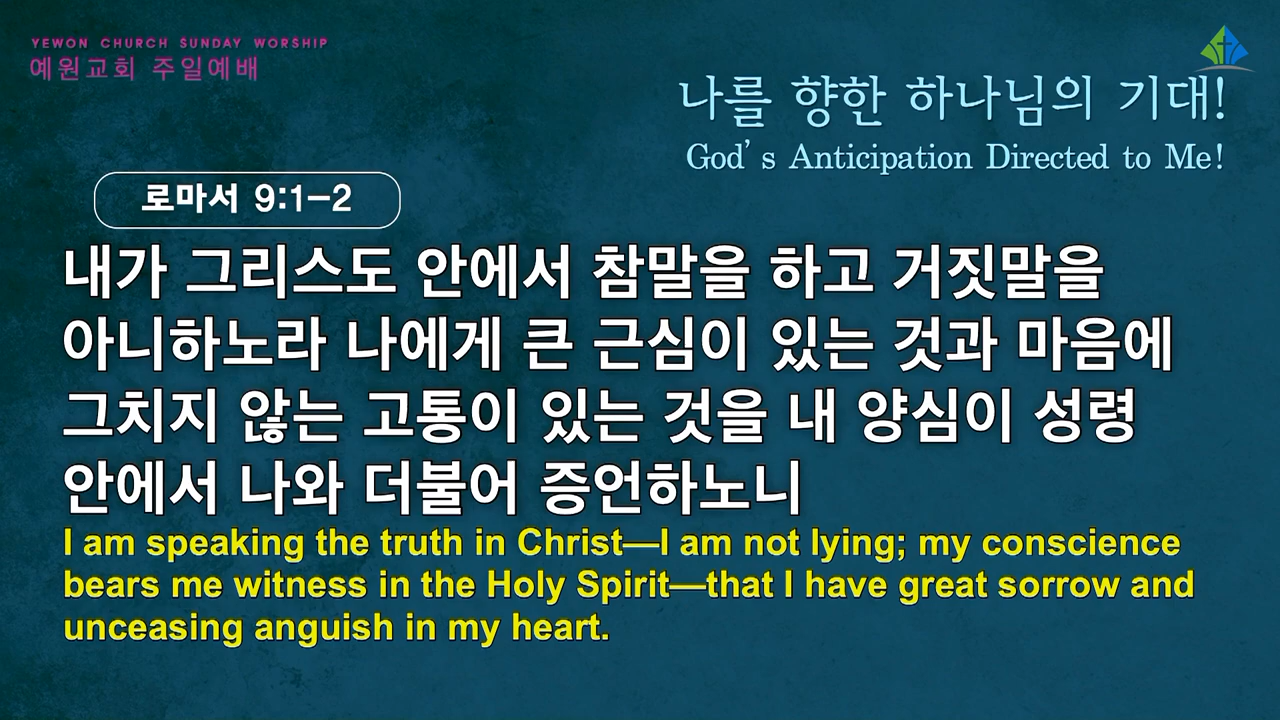 YEWON CHURCH SUNDAY WORSHIP
예원교회 주일예배
나를 향한 하나님의 기대!
God's Anticipation Directed to Me!
로마서 9:1-2
내가 그리스도 안에서 참말을 하고 거짓말을
아니하노라 나에게 큰 근심이 있는 것과 마음에
그치지 않는 고통이 있는 것을 내 양심이 성령
안에서 나와 더불어 증언하노니
I am speaking the truth in Christ—I am not lying; my conscience
bears me witness in the Holy Spirit—that I have great sorrow and
unceasing anguish in my heart.